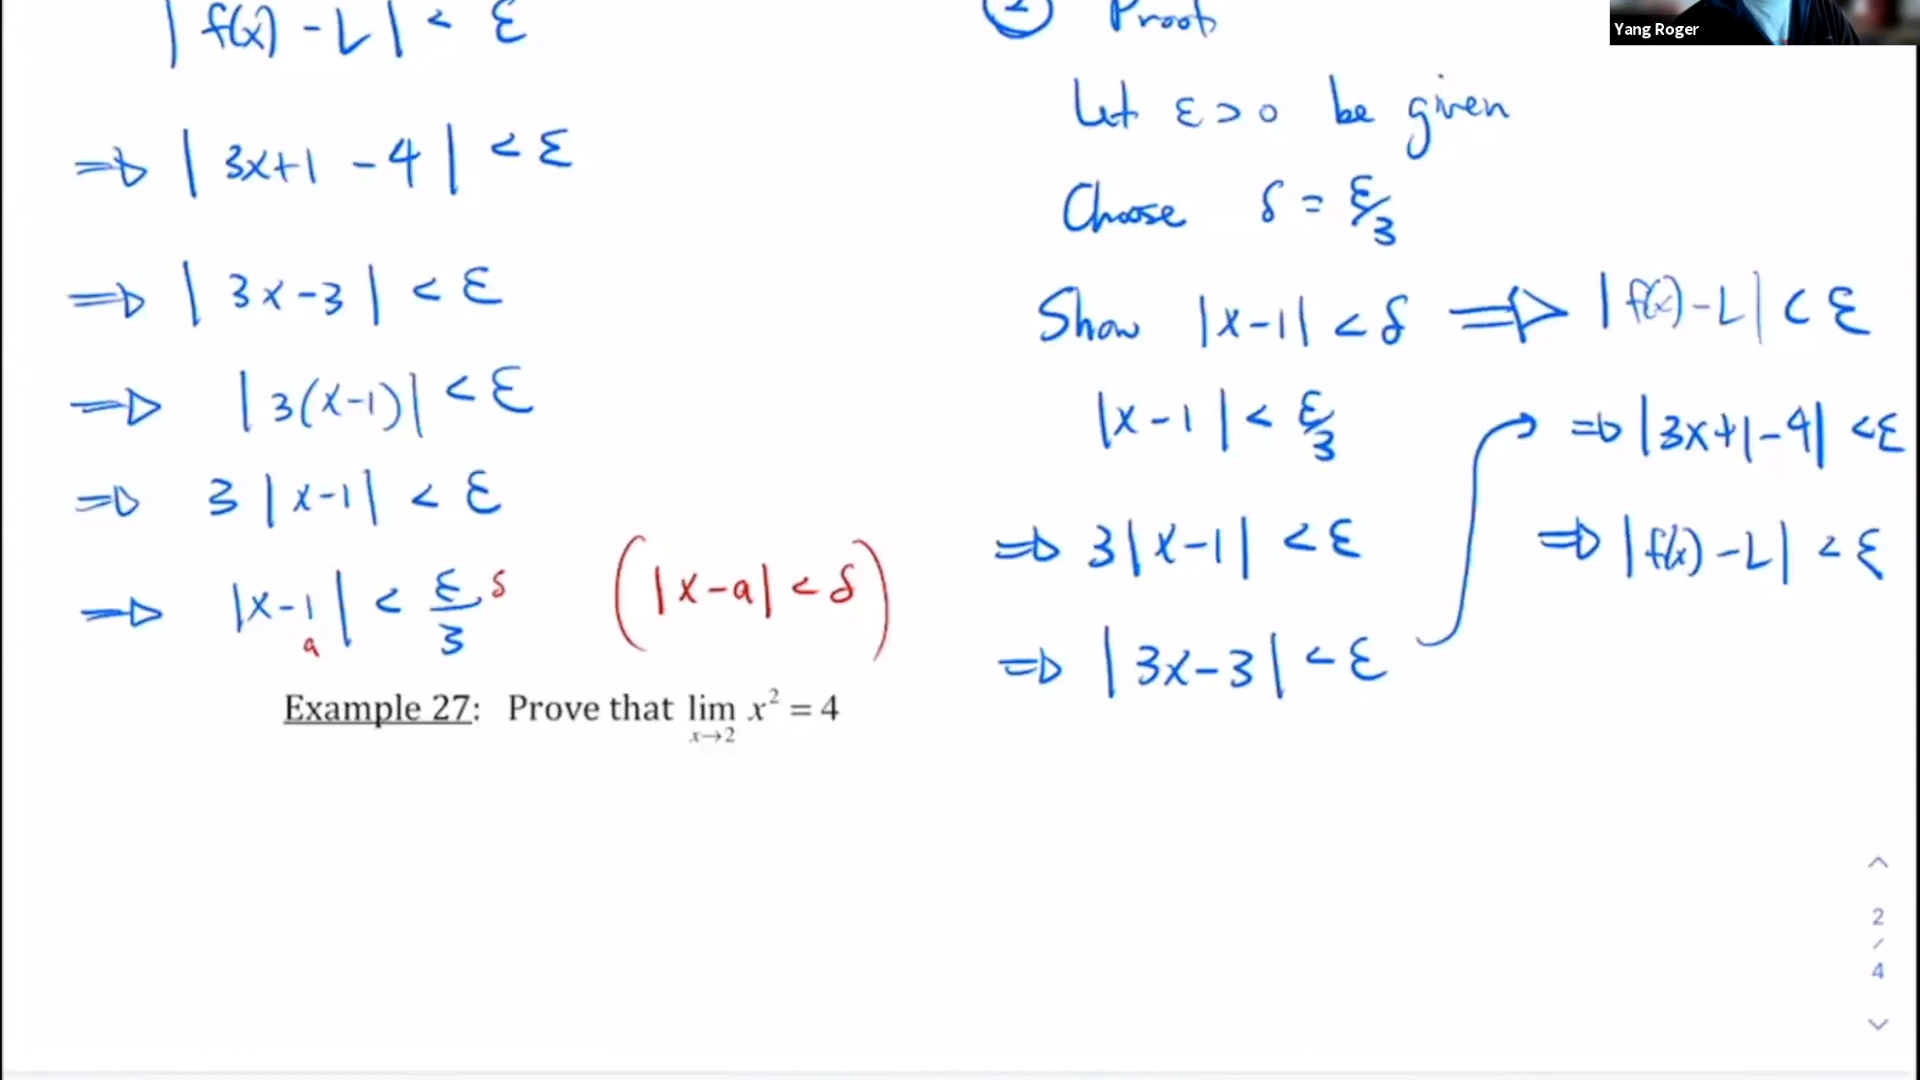 |f(x) - L| < ε
⇒ |3x+1 - 4| < ε
⇒ |3x-3| < ε
⇒ |3(x-1)| < ε
⇒ 3|x-1| < ε
⇒ |x-1| < ε/3 δ
a
(|x-a| < δ)
② Proof
Let ε>0 be given
Choose δ = ε/3
Show |x-1| < δ ⇒ |f(x)-L| < ε
|x-1| < ε/3
⇒ 3|x-1| < ε
⇒ |3x-3| < ε
⇒ |3x+1-4| < ε
⇒ |f(x)-L| < ε
Example 27: Prove that lim x² = 4
x→2
Yang Roger
2
/
4